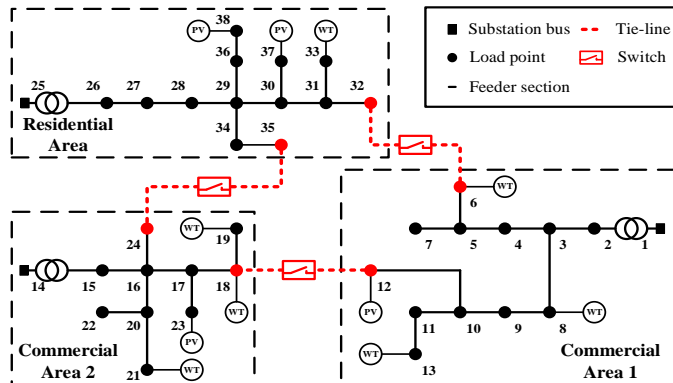 Substation bus
Tie-line
Load point
Switch
Feeder section
38
PV
PV
WT
36
37
33
25
26
27
28
29
30
31
32
Residential
Area
34
35
WT
6
24
WT
19
7
5
4
3
2
1
14
15
16
17
18
12
22
20
23
WT
PV
11
10
9
8
WT
PV
Commercial
Area 2
21
WT
WT
13
Commercial
Area 1